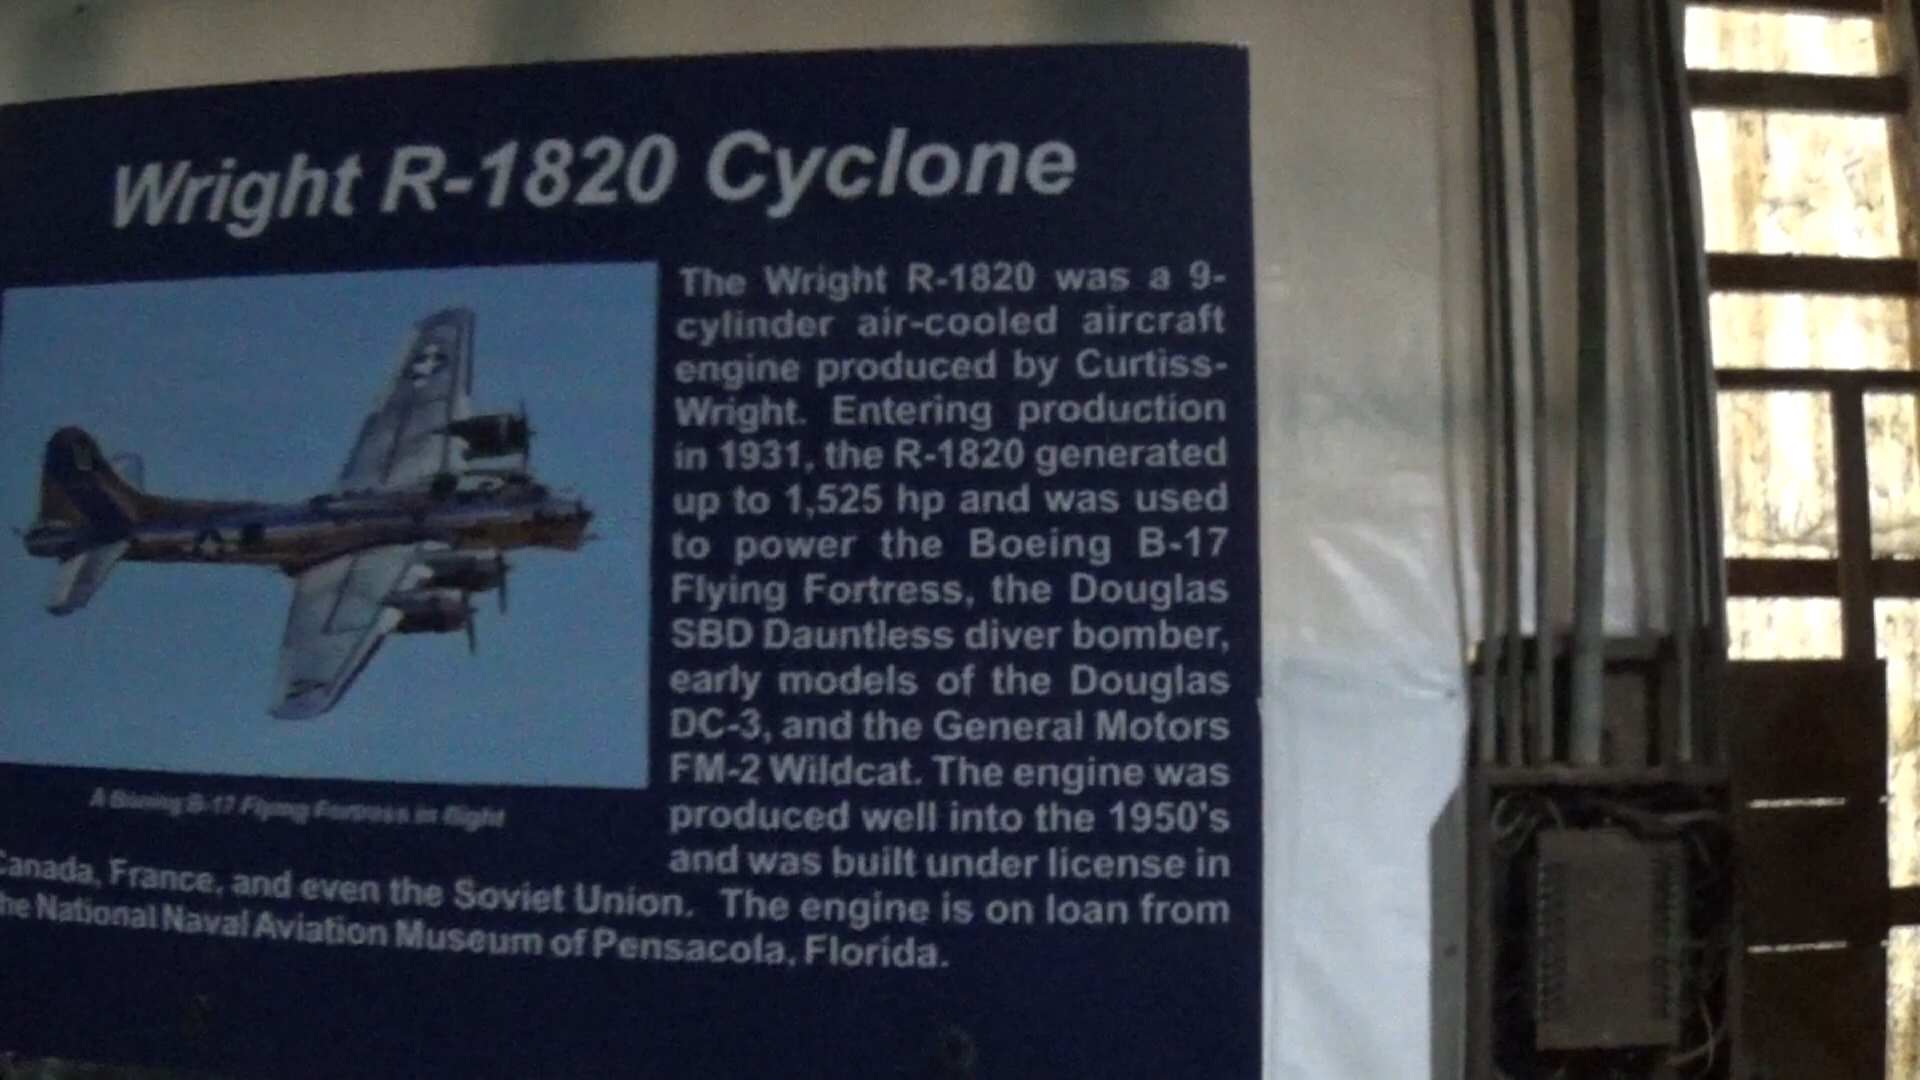 Wright R-1820 Cyclone
The Wright R-1820 was a 9-
cylinder air-cooled aircraft
engine produced by Curtiss-
Wright. Entering production
in 1931, the R-1820 generated
up to 1,525 hp and was used
to power the Boeing B-17
Flying Fortress, the Douglas
SBD Dauntless diver bomber,
early models of the Douglas
DC-3, and the General Motors
FM-2 Wildcat. The engine was
produced well into the 1950's
and was built under license in
Canada, France, and even the Soviet Union. The engine is on loan from
the National Naval Aviation Museum of Pensacola, Florida.
A Boeing B-17 Flying Fortress in flight